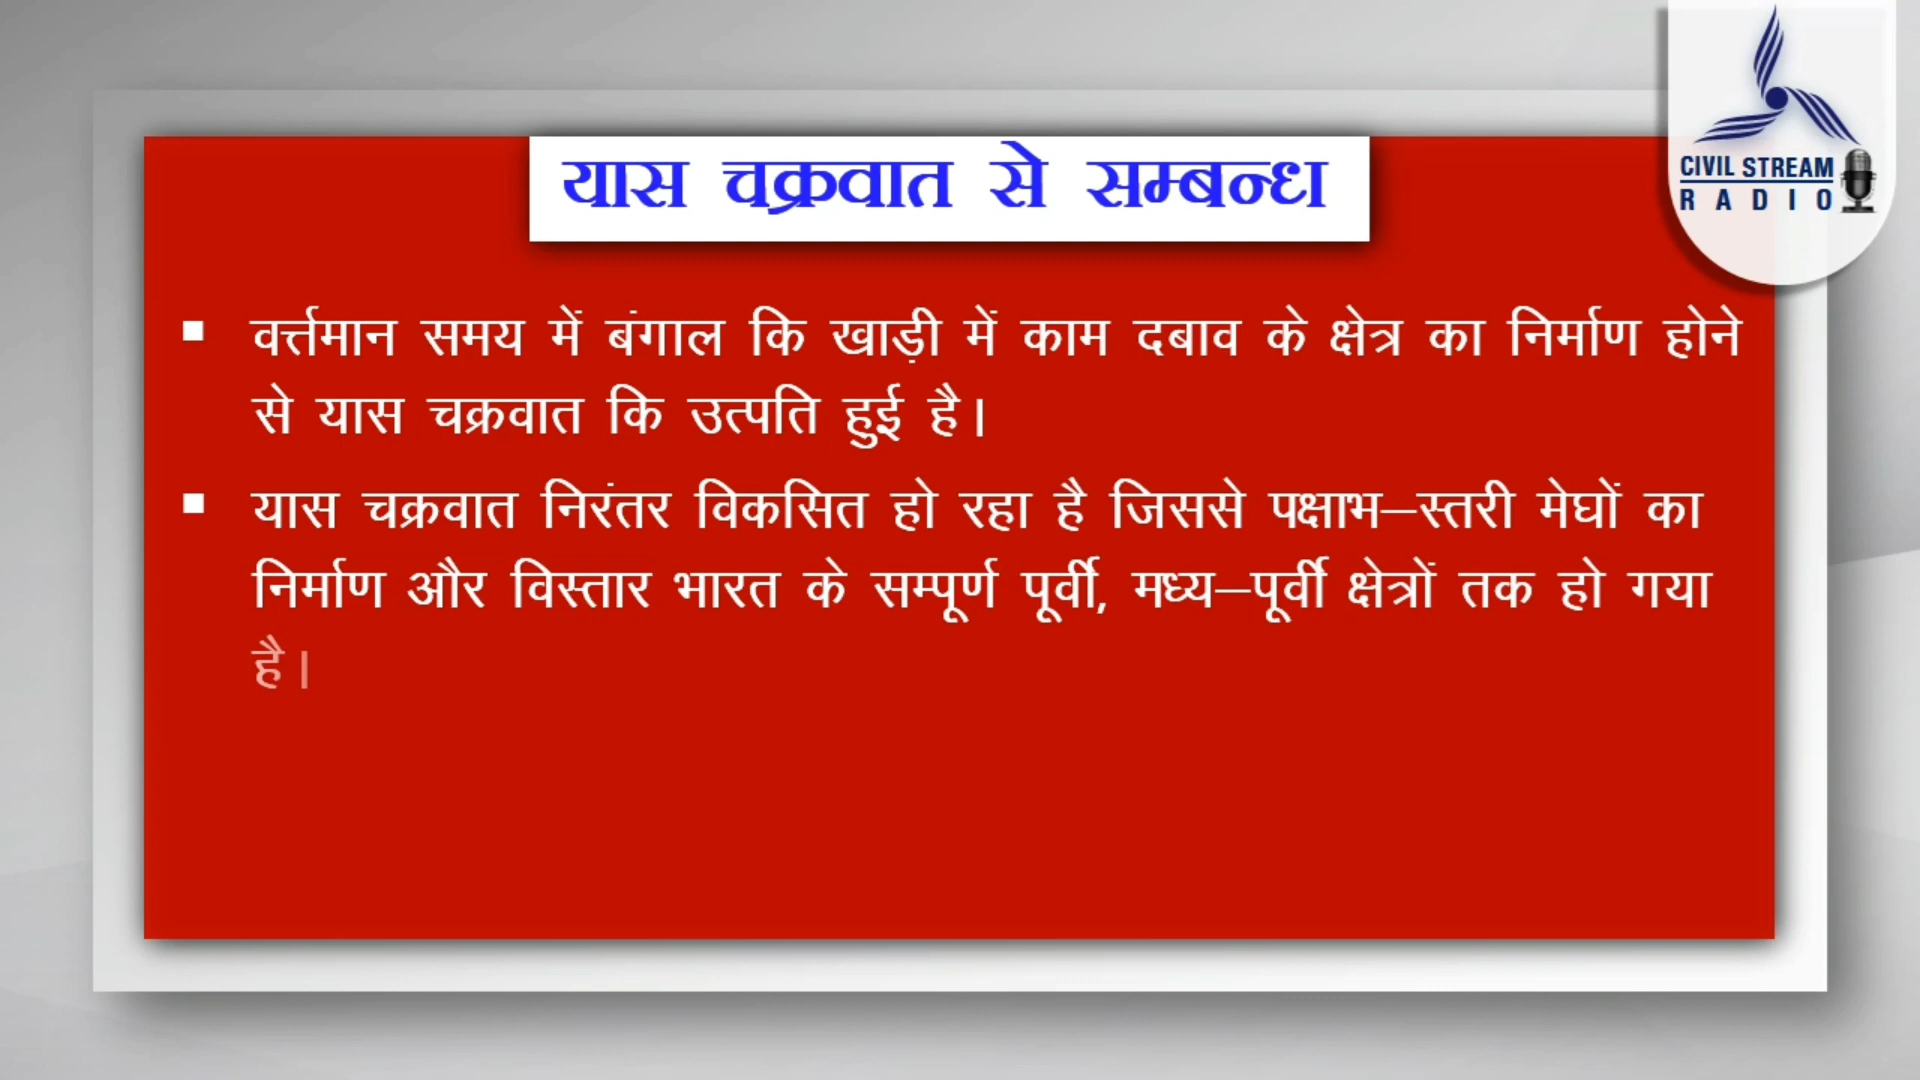 CIVIL STREAM
RADIO
यास चक्रवात से सम्बन्ध
▪ वर्त्तमान समय में बंगाल कि खाड़ी में काम दबाव के क्षेत्र का निर्माण होने
से यास चक्रवात कि उत्पति हुई है।
▪ यास चक्रवात निरंतर विकसित हो रहा है जिससे पक्षाभ–स्तरी मेघों का
निर्माण और विस्तार भारत के सम्पूर्ण पूर्वी, मध्य–पूर्वी क्षेत्रों तक हो गया
है।